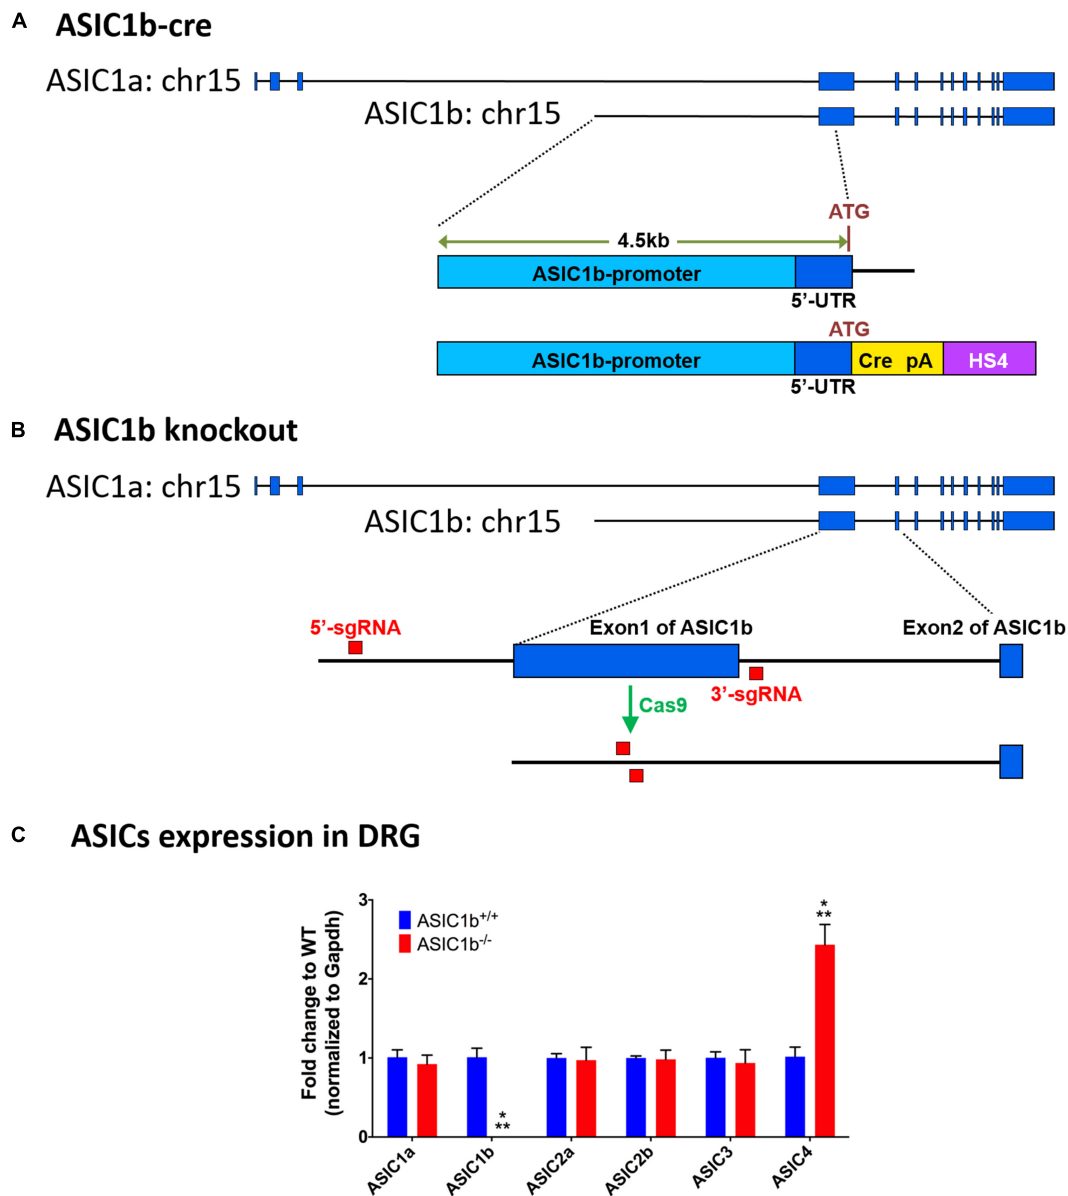 A ASIC1b-cre
ASIC1a: chr15
ASIC1b: chr15
ATG
4.5kb
ASIC1b-promoter
5’-UTR
ATG
ASIC1b-promoter
Cre pA
HS4
5’-UTR
B ASIC1b knockout
ASIC1a: chr15
ASIC1b: chr15
5’-sgRNA
Exon1 of ASIC1b
Exon2 of ASIC1b
3’-sgRNA
Cas9
C ASICs expression in DRG
Fold change to WT
(normalized to Gapdh)
3
2
1
0
ASIC1b+/+
ASIC1b-/-
*
**
*
**
ASIC1a
ASIC1b
ASIC2a
ASIC2b
ASIC3
ASIC4